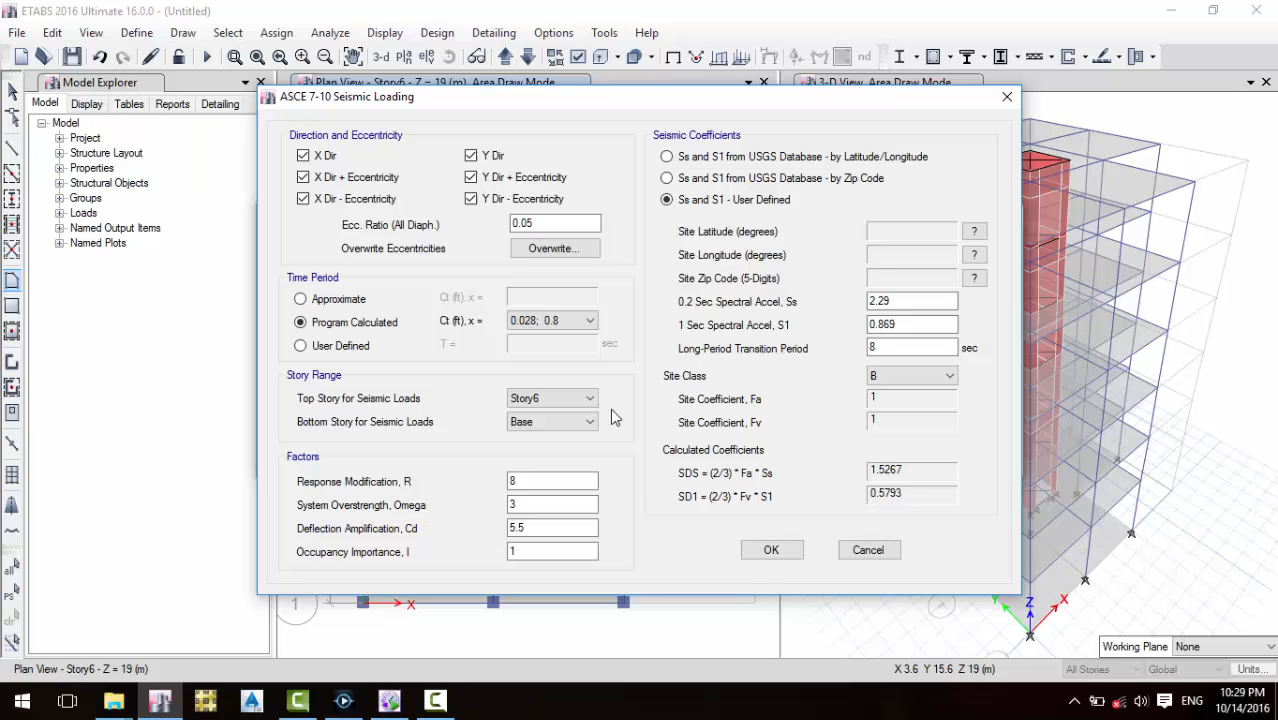 ETABS 2016 Ultimate 16.0.0 - (Untitled)
File Edit View Define Draw Select Assign Analyze Display Design Detailing Options Tools Help
3-d pla ele nd
Model Explorer
Plan View - Story6 - Z = 19 (m) Area Draw Mode
3-D View Area Draw Mode
Model Display Tables Reports Detailing
Model
Project
Structure Layout
Properties
Structural Objects
Groups
Loads
Named Output Items
Named Plots
ASCE 7-10 Seismic Loading
Direction and Eccentricity
X Dir Y Dir
X Dir + Eccentricity Y Dir + Eccentricity
X Dir - Eccentricity Y Dir - Eccentricity
Ecc. Ratio (All Diaph.) 0.05
Overwrite Eccentricities Overwrite...
Time Period
Approximate Ct (ft), x =
Program Calculated Ct (ft), x = 0.028; 0.8
User Defined T = sec
Story Range
Top Story for Seismic Loads Story6
Bottom Story for Seismic Loads Base
Factors
Response Modification, R 8
System Overstrength, Omega 3
Deflection Amplification, Cd 5.5
Occupancy Importance, I 1
Seismic Coefficients
Ss and S1 from USGS Database - by Latitude/Longitude
Ss and S1 from USGS Database - by Zip Code
Ss and S1 - User Defined
Site Latitude (degrees) ?
Site Longitude (degrees) ?
Site Zip Code (5-Digits) ?
0.2 Sec Spectral Accel, Ss 2.29
1 Sec Spectral Accel, S1 0.869
Long-Period Transition Period 8 sec
Site Class B
Site Coefficient, Fa 1
Site Coefficient, Fv 1
Calculated Coefficients
SDS = (2/3) * Fa * Ss 1.5267
SD1 = (2/3) * Fv * S1 0.5793
OK Cancel
all
PS
clr
1 X
Y Z X
Working Plane None
Plan View - Story6 - Z = 19 (m) X 3.6 Y 15.6 Z 19 (m) All Stories Global Units...
ENG
10:29 PM
10/14/2016